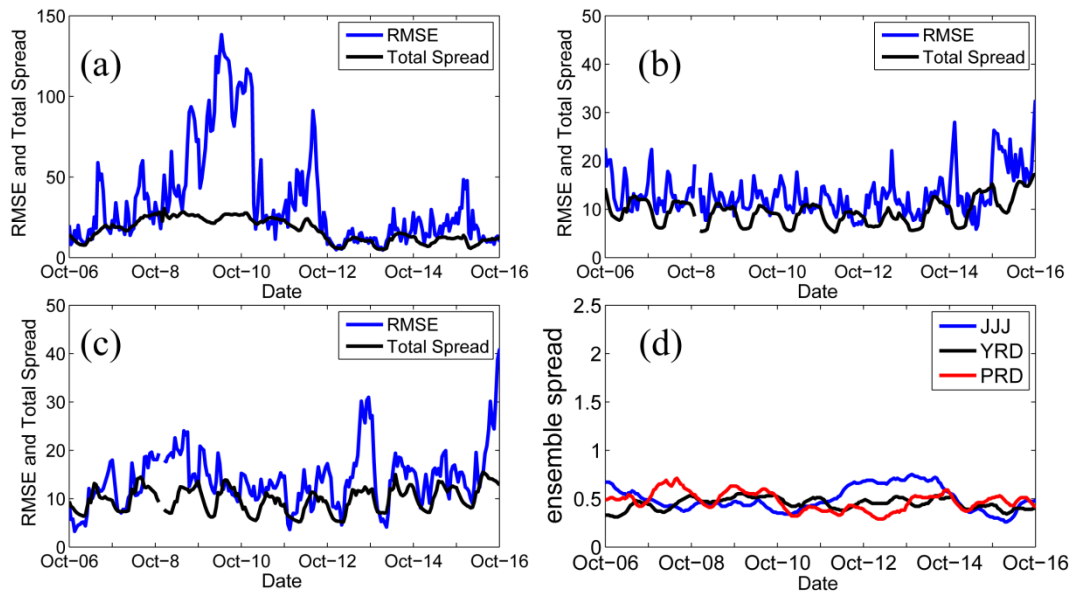 (a)
RMSE
Total Spread
RMSE and Total Spread
150
100
50
0
Oct−06 Oct−8 Oct−10 Oct−12 Oct−14 Oct−16
Date
(b)
RMSE
Total Spread
RMSE and Total Spread
50
40
30
20
10
0
Oct−06 Oct−8 Oct−10 Oct−12 Oct−14 Oct−16
Date
(c)
RMSE
Total Spread
RMSE and Total Spread
50
40
30
20
10
0
Oct−06 Oct−8 Oct−10 Oct−12 Oct−14 Oct−16
Date
(d)
JJJ
YRD
PRD
ensemble spread
2.5
2
1.5
1
0.5
0
Oct−06 Oct−8 Oct−10 Oct−12 Oct−14 Oct−16
Date